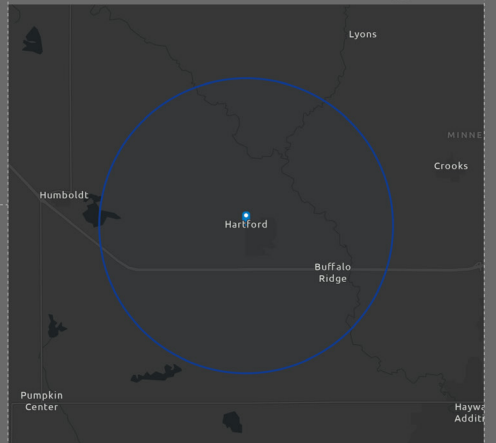 Lyons
MINNE
Crooks
Humboldt
Hartford
Buffalo
Ridge
Pumpkin
Center
Haywa
Additi